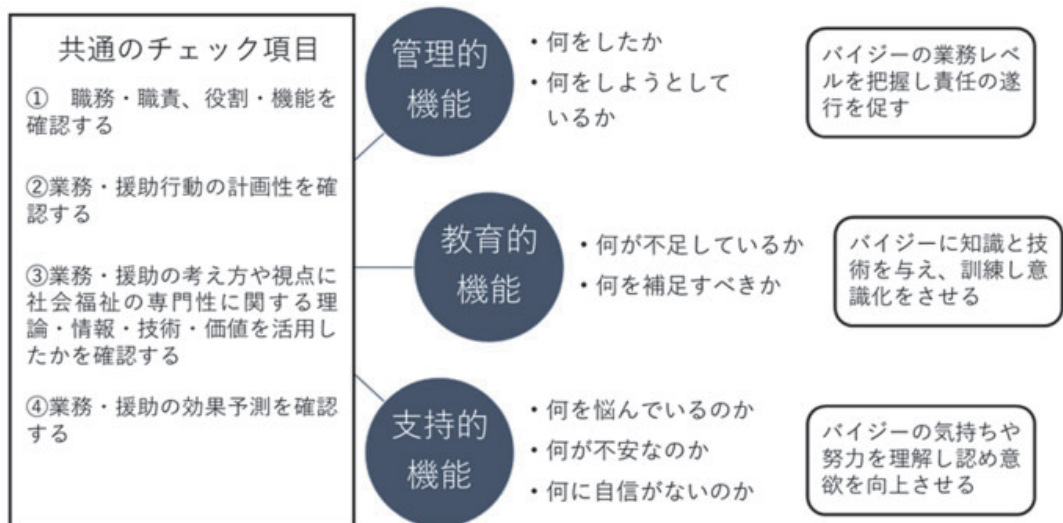 共通のチェック項目
① 職務・職責、役割・機能を
確認する
②業務・援助行動の計画性を確
認する
③業務・援助の考え方や視点に
社会福祉の専門性に関する理
論・情報・技術・価値を活用し
たかを確認する
④業務・援助の効果予測を確認
する
管理的
機能
・何をしたか
・何をしようとして
いるか
バイジーの業務レベ
ルを把握し責任の遂
行を促す
教育的
機能
・何が不足しているか
・何を補足すべきか
バイジーに知識と技
術を与え、訓練し意
識化をさせる
支持的
機能
・何を悩んでいるのか
・何が不安なのか
・何に自信がないのか
バイジーの気持ちや
努力を理解し認め意
欲を向上させる